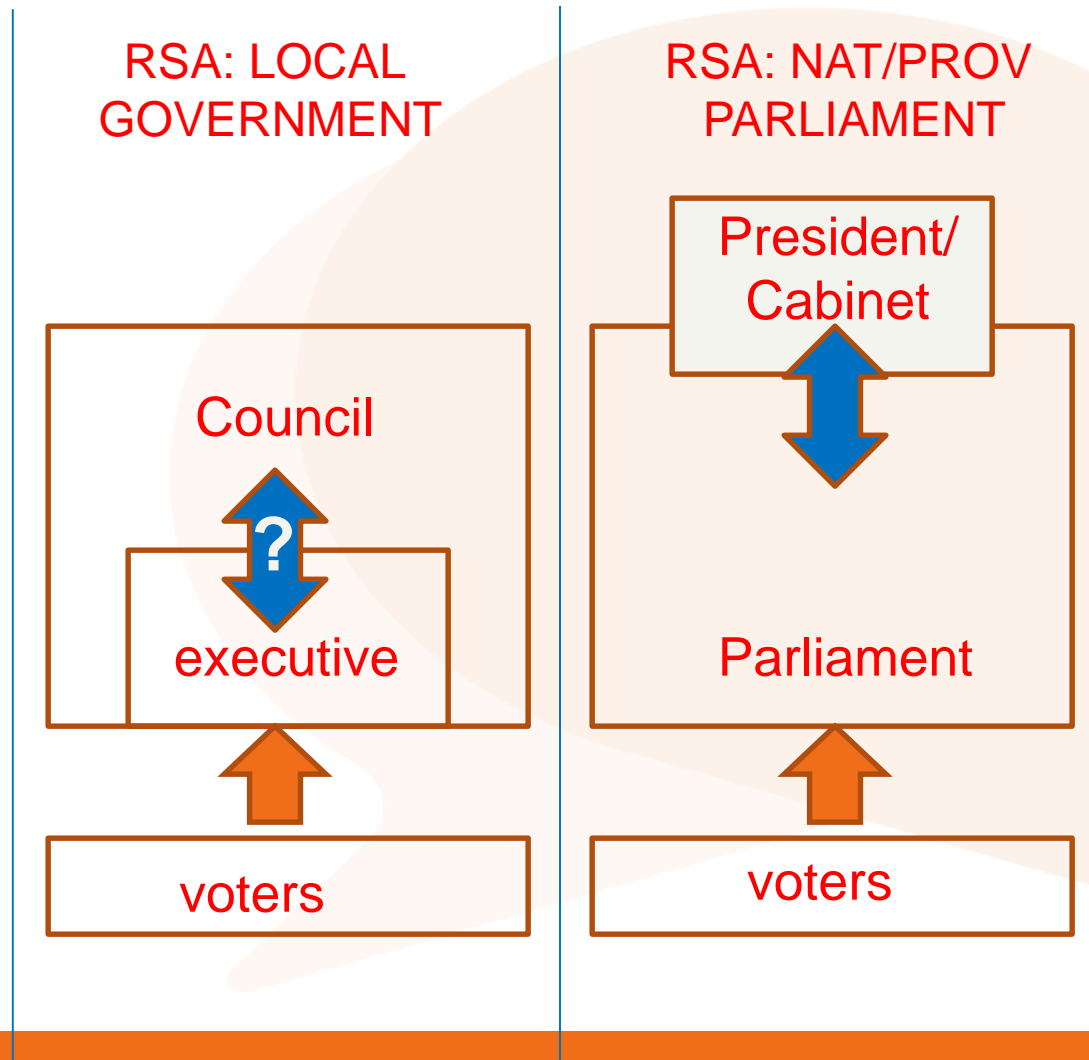 RSA: LOCAL
GOVERNMENT
Council
?
executive
voters
RSA: NAT/PROV
PARLIAMENT
President/
Cabinet
Parliament
voters